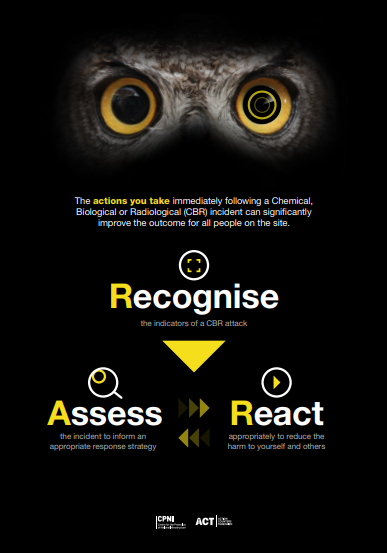 The actions you take immediately following a Chemical,
Biological or Radiological (CBR) incident can significantly
improve the outcome for all people on the site.
Recognise
the indicators of a CBR attack
Assess
the incident to inform an
appropriate response strategy
React
appropriately to reduce the
harm to yourself and others
CPNI
ACT